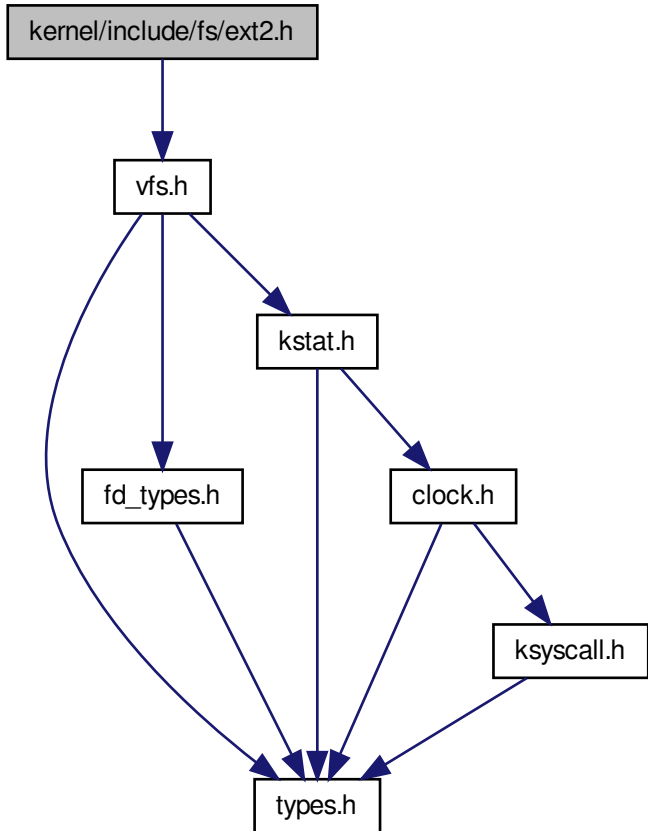 kernel/include/fs/ext2.h
vfs.h
kstat.h
fd_types.h
clock.h
ksyscall.h
types.h